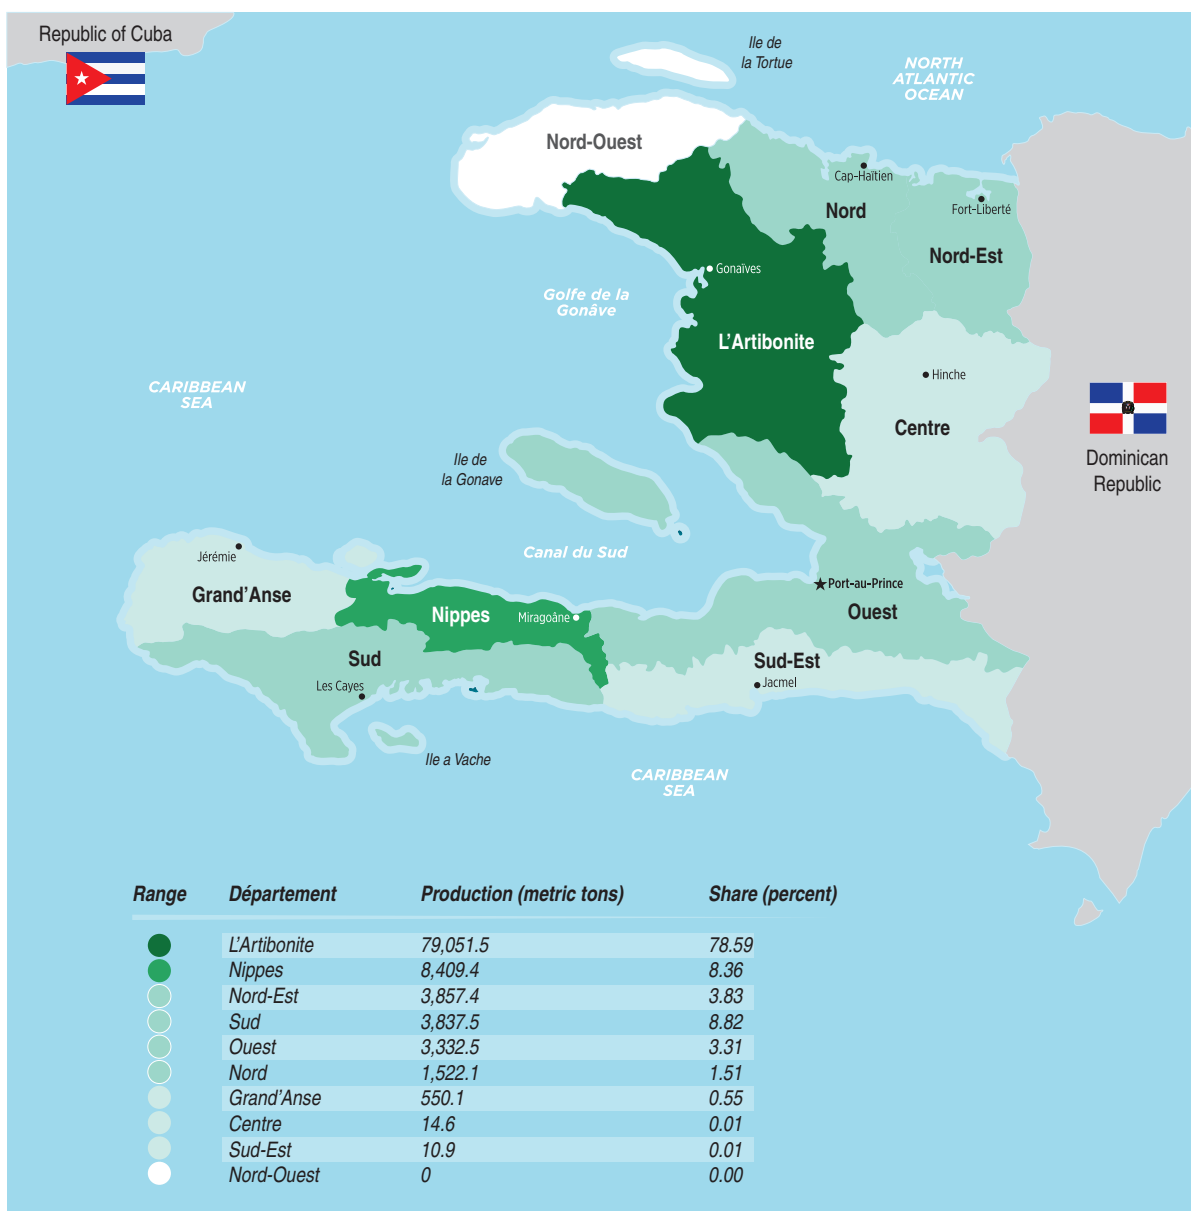 Republic of Cuba
Ile de
la Tortue
NORTH
ATLANTIC
OCEAN
Nord-Ouest
Cap-Haïtien
Nord
Fort-Liberté
Nord-Est
Gonaïves
Golfe de la
Gonâve
L'Artibonite
Hinche
CARIBBEAN
SEA
Centre
Dominican
Republic
Ile de
la Gonave
Canal du Sud
Jérémie
Grand'Anse
Port-au-Prince
Nippes
Miragoâne
Ouest
Sud
Sud-Est
Les Cayes
Jacmel
Ile a Vache
CARIBBEAN
SEA
Range Département Production (metric tons) Share (percent)
L'Artibonite 79,051.5 78.59
Nippes 8,409.4 8.36
Nord-Est 3,857.4 3.83
Sud 3,837.5 8.82
Ouest 3,332.5 3.31
Nord 1,522.1 1.51
Grand'Anse 550.1 0.55
Centre 14.6 0.01
Sud-Est 10.9 0.01
Nord-Ouest 0 0.00